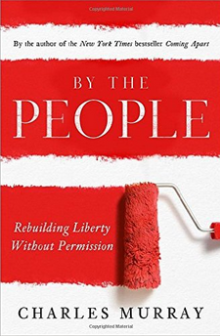 By the author of the New York Times bestseller Coming Apart
BY THE
PEOPLE
Rebuilding Liberty
Without Permission
CHARLES MURRAY